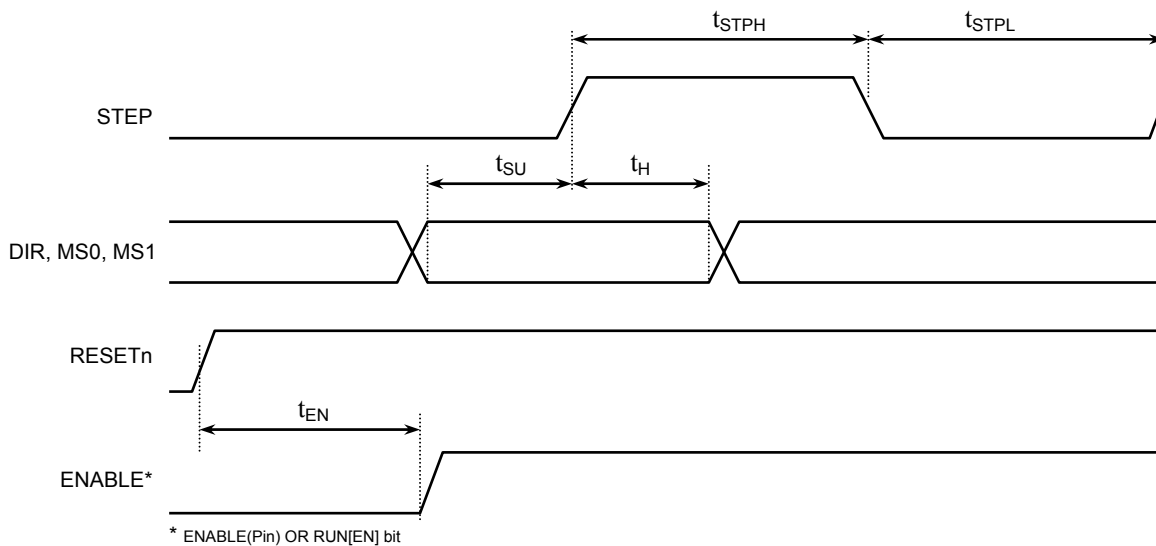 tSTPH
tSTPL
STEP
tSU
tH
DIR, MS0, MS1
RESETn
tEN
ENABLE*
* ENABLE(Pin) OR RUN[EN] bit